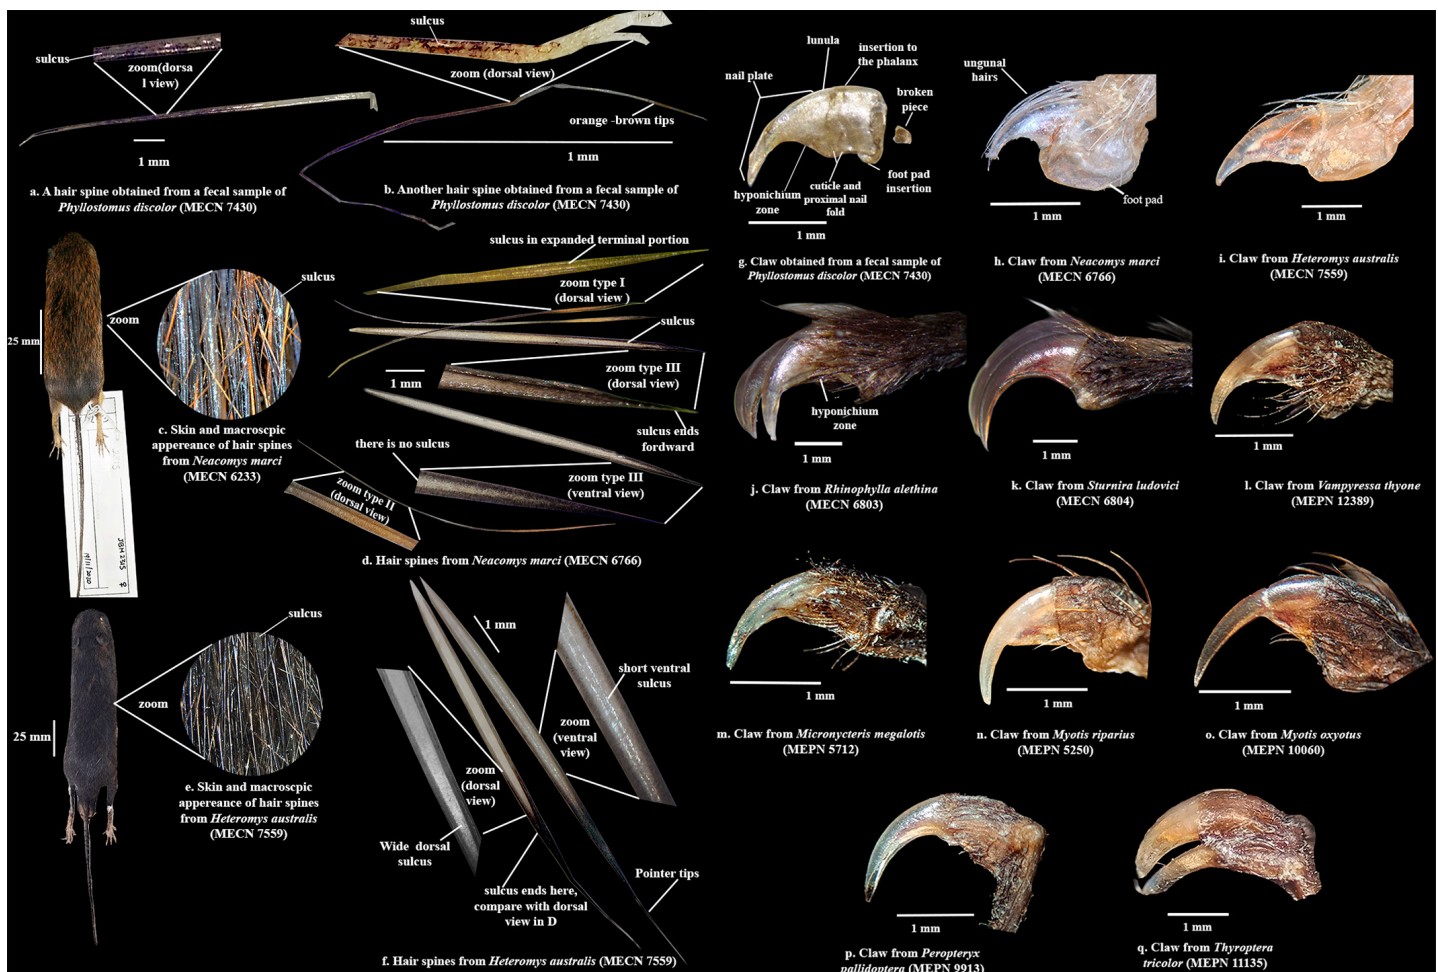 sulcus
zoom(dorsa
l view)
1 mm
a. A hair spine obtained from a fecal sample of
Phyllostomus discolor (MECN 7430)
sulcus
zoom (dorsal view)
orange -brown tips
1 mm
b. Another hair spine obtained from a fecal sample of
Phyllostomus discolor (MECN 7430)
25 mm
zoom
sulcus
c. Skin and macroscpic
appereance of hair spines
from Neacomys marci
(MECN 6233)
sulcus in expanded terminal portion
zoom type I
(dorsal view )
sulcus
1 mm
zoom type III
(dorsal view)
sulcus ends
fordward
there is no sulcus
zoom type III
(ventral view)
zoom type II
(dorsal view)
d. Hair spines from Neacomys marci (MECN 6766)
25 mm
zoom
sulcus
e. Skin and macroscpic
appereance of hair spines
from Heteromys australis
(MECN 7559)
1 mm
short ventral
sulcus
zoom
(ventral
view)
zoom
(dorsal
view)
Wide dorsal
sulcus
sulcus ends here,
compare with dorsal
view in D
Pointer tips
f. Hair spines from Heteromys australis (MECN 7559)
lunula
insertion to
the phalanx
nail plate
broken
piece
hyponichium
zone
cuticle and
proximal nail
fold
foot pad
insertion
1 mm
g. Claw obtained from a fecal sample of
Phyllostomus discolor (MECN 7430)
ungunal
hairs
foot pad
1 mm
h. Claw from Neacomys marci
(MECN 6766)
1 mm
i. Claw from Heteromys australis
(MECN 7559)
hyponichium
zone
1 mm
j. Claw from Rhinophylla alethina
(MECN 6803)
1 mm
k. Claw from Sturnira ludovici
(MECN 6804)
1 mm
l. Claw from Vampyressa thyone
(MEPN 12389)
1 mm
m. Claw from Micronycteris megalotis
(MEPN 5712)
1 mm
n. Claw from Myotis riparius
(MEPN 5250)
1 mm
o. Claw from Myotis oxyotus
(MEPN 10060)
1 mm
p. Claw from Peropteryx
pallidoptera (MEPN 9913)
1 mm
q. Claw from Thyroptera
tricolor (MEPN 11135)